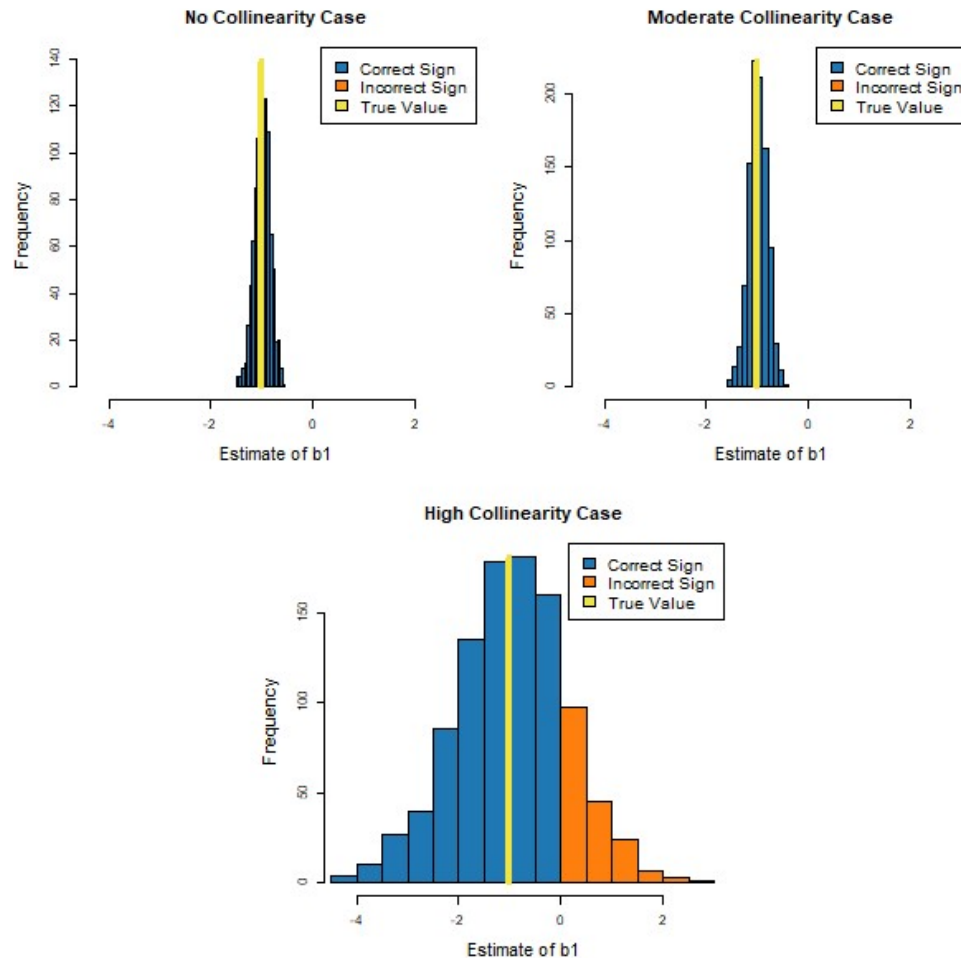 No Collinearity Case
Correct Sign
Incorrect Sign
True Value
Frequency
0
20
40
60
80
100
120
140
-4
-2
0
2
Estimate of b1
Moderate Collinearity Case
Correct Sign
Incorrect Sign
True Value
Frequency
0
50
100
150
200
-4
-2
0
2
Estimate of b1
High Collinearity Case
Correct Sign
Incorrect Sign
True Value
Frequency
0
50
100
150
-4
-2
0
2
Estimate of b1